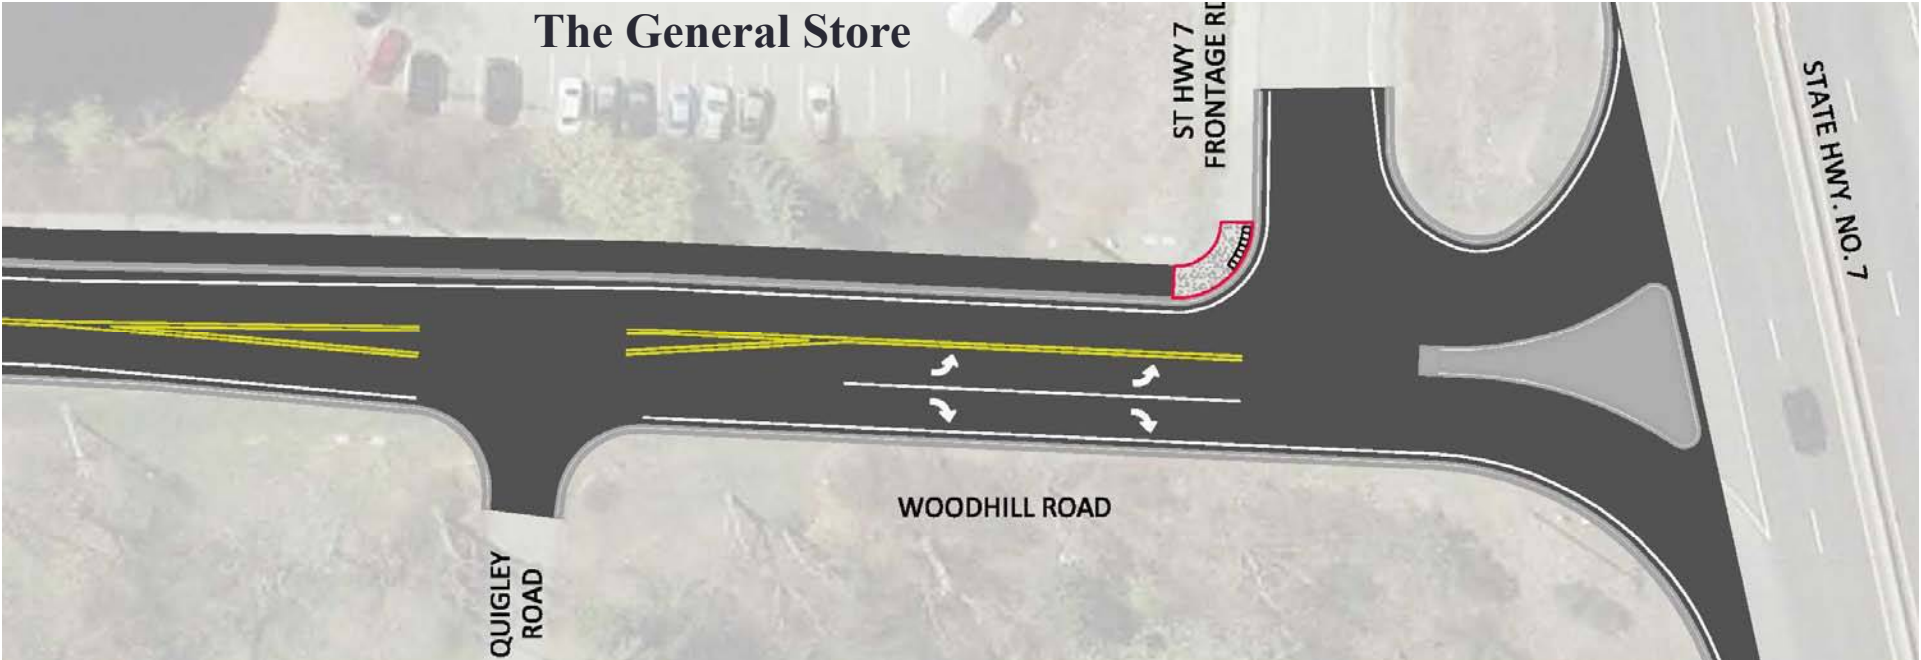 The General Store
ST HWY 7
FRONTAGE RD
STATE HWY. NO. 7
WOODHILL ROAD
QUIGLEY
ROAD